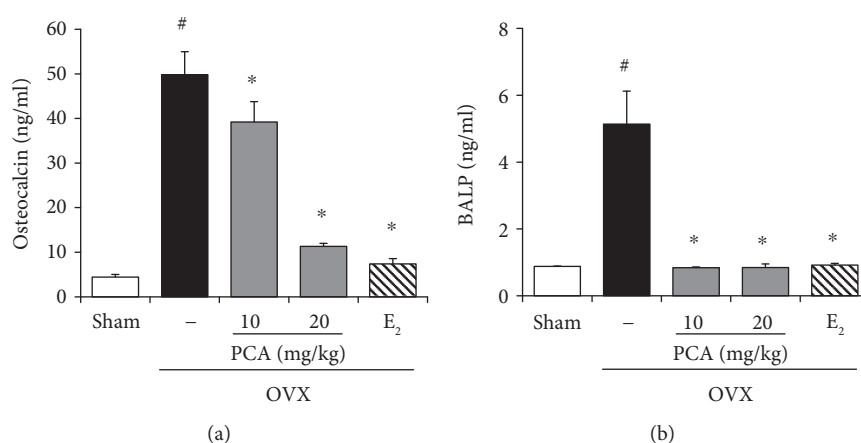 Osteocalcin (ng/ml)
60
50
40
30
20
10
0
#
*
*
*
Sham
–
10
20
E₂
PCA (mg/kg)
OVX
(a)
BALP (ng/ml)
8
6
4
2
0
#
*
*
*
Sham
–
10
20
E₂
PCA (mg/kg)
OVX
(b)